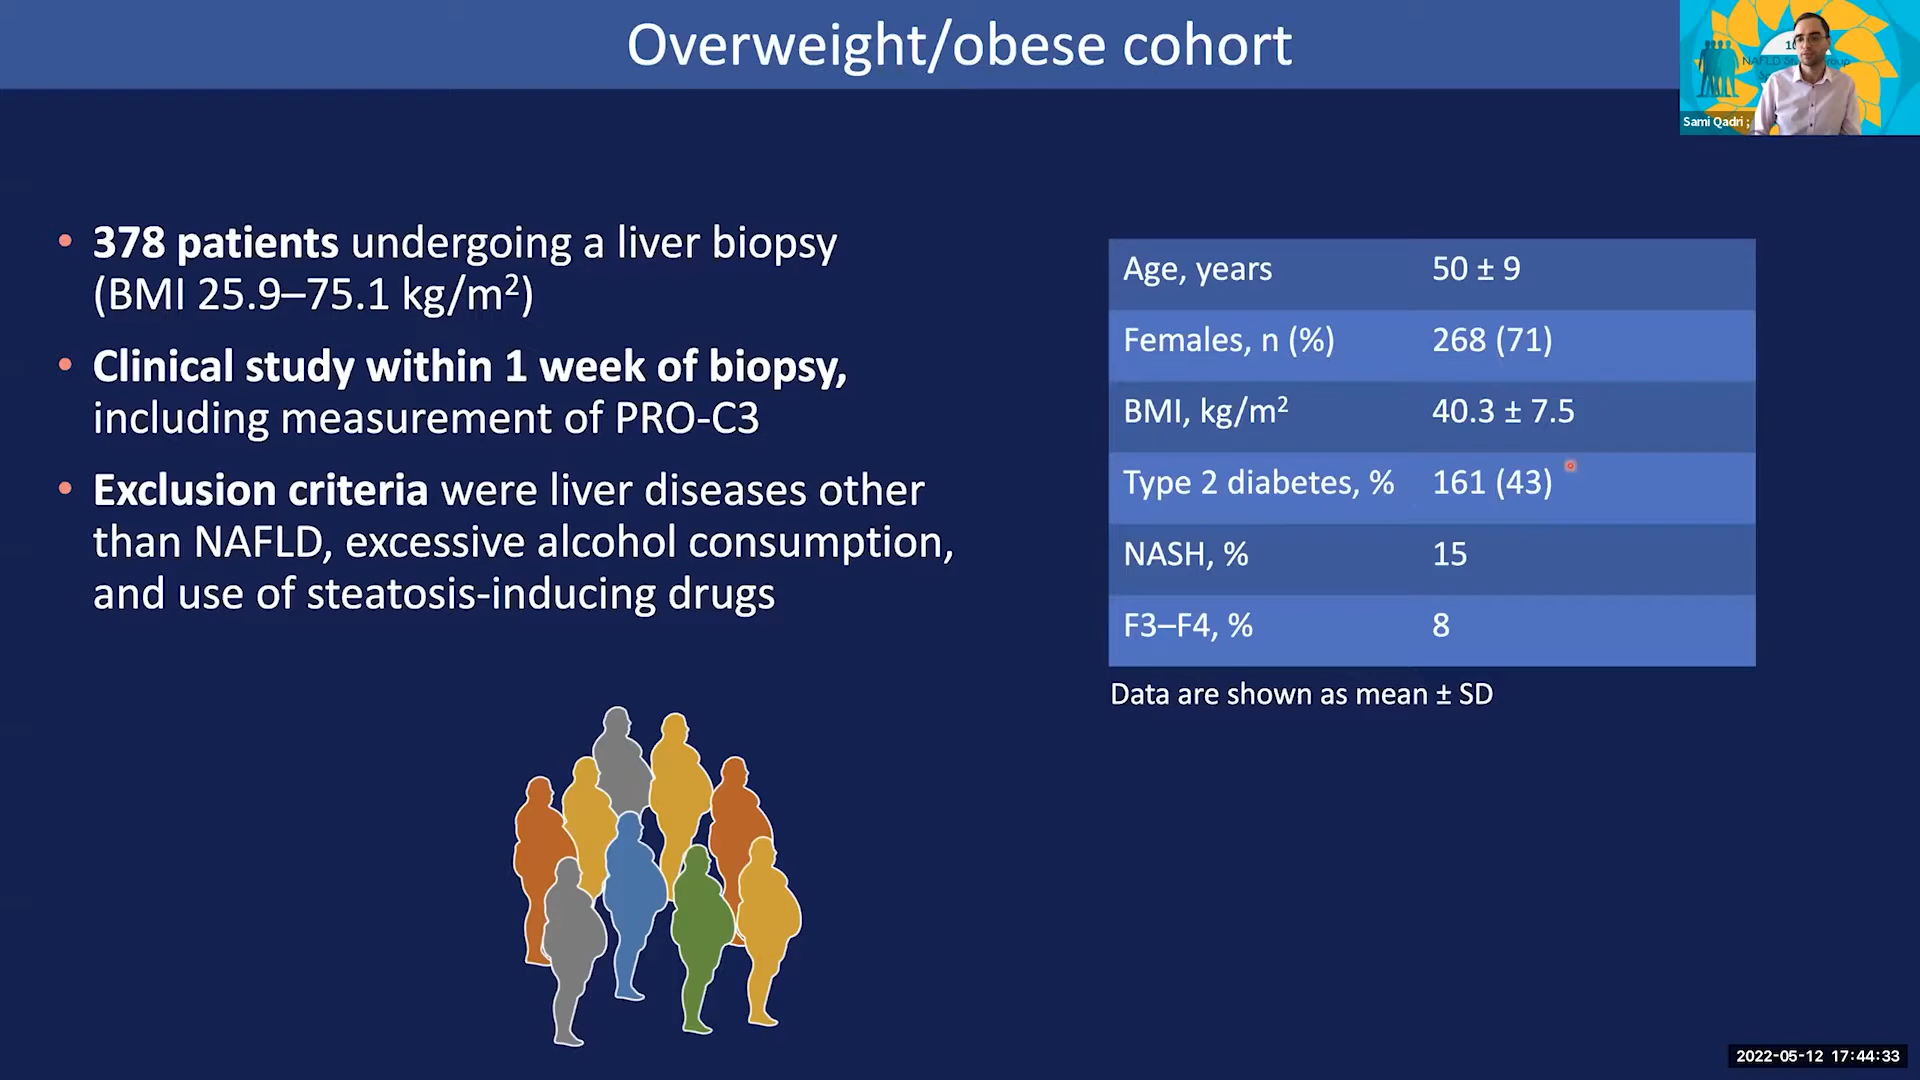 Overweight/obese cohort
Sami Qadri ;
• 378 patients undergoing a liver biopsy
(BMI 25.9–75.1 kg/m²)
• Clinical study within 1 week of biopsy,
including measurement of PRO-C3
• Exclusion criteria were liver diseases other
than NAFLD, excessive alcohol consumption,
and use of steatosis-inducing drugs
Age, years 50 ± 9
Females, n (%) 268 (71)
BMI, kg/m² 40.3 ± 7.5
Type 2 diabetes, % 161 (43)
NASH, % 15
F3–F4, % 8
Data are shown as mean ± SD
2022-05-12 17:44:33